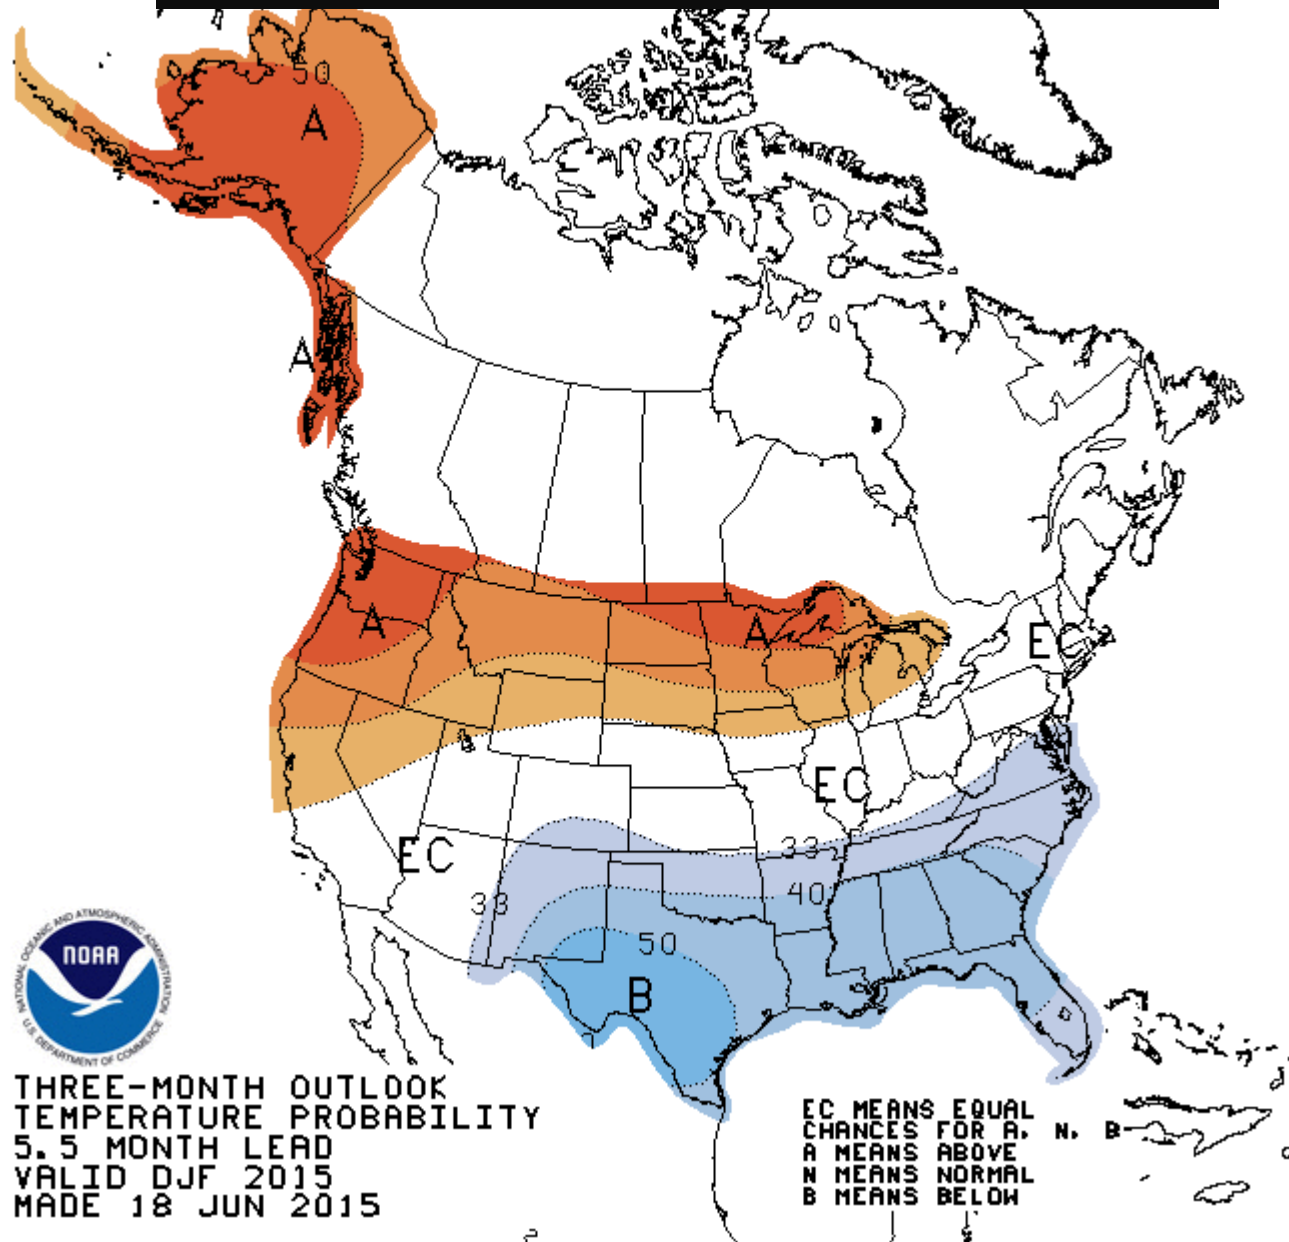 50
A
A
A
A
EC
EC
EC
33
33
40
50
B
NATIONAL OCEANIC AND ATMOSPHERIC ADMINISTRATION
NOAA
U.S. DEPARTMENT OF COMMERCE
THREE-MONTH OUTLOOK
TEMPERATURE PROBABILITY
5.5 MONTH LEAD
VALID DJF 2015
MADE 18 JUN 2015
EC MEANS EQUAL
CHANCES FOR A, N, B
A MEANS ABOVE
N MEANS NORMAL
B MEANS BELOW